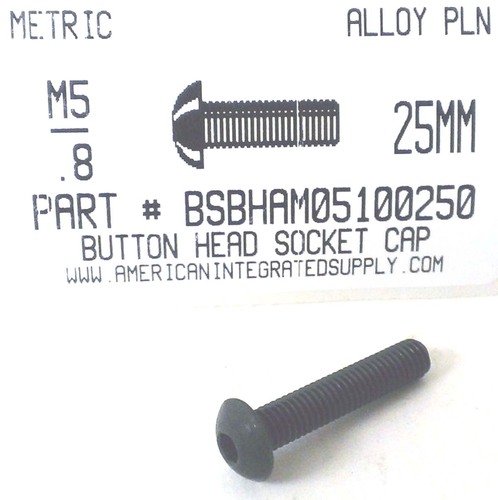 METRIC ALLOY PLN
M5
.8
25MM
PART # BSBHAM05100250
BUTTON HEAD SOCKET CAP
WWW.AMERICANINTEGRATEDSUPPLY.COM